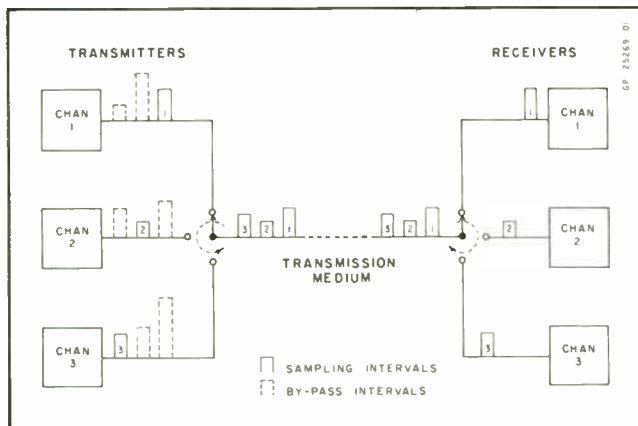 TRANSMITTERS
RECEIVERS
GP 25269 01
CHAN
1
1
1
CHAN
1
CHAN
2
2
3
2
1
3
2
1
2
CHAN
2
TRANSMISSION
MEDIUM
CHAN
3
3
3
CHAN
3
SAMPLING INTERVALS
BY-PASS INTERVALS